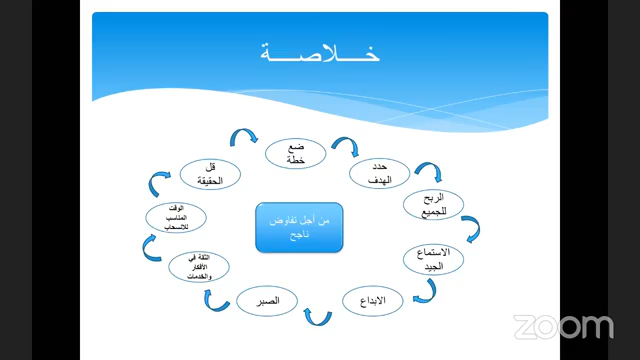 خـــلاصـــة
ضع
خطة
حدد
الهدف
الربح
للجميع
الاستماع
الجيد
الابداع
الصبر
الثقة في
الأفكار
والخدمات
الوقت
المناسب
للانسحاب
قل
الحقيقة
من أجل تفاوض
ناجح
zoom